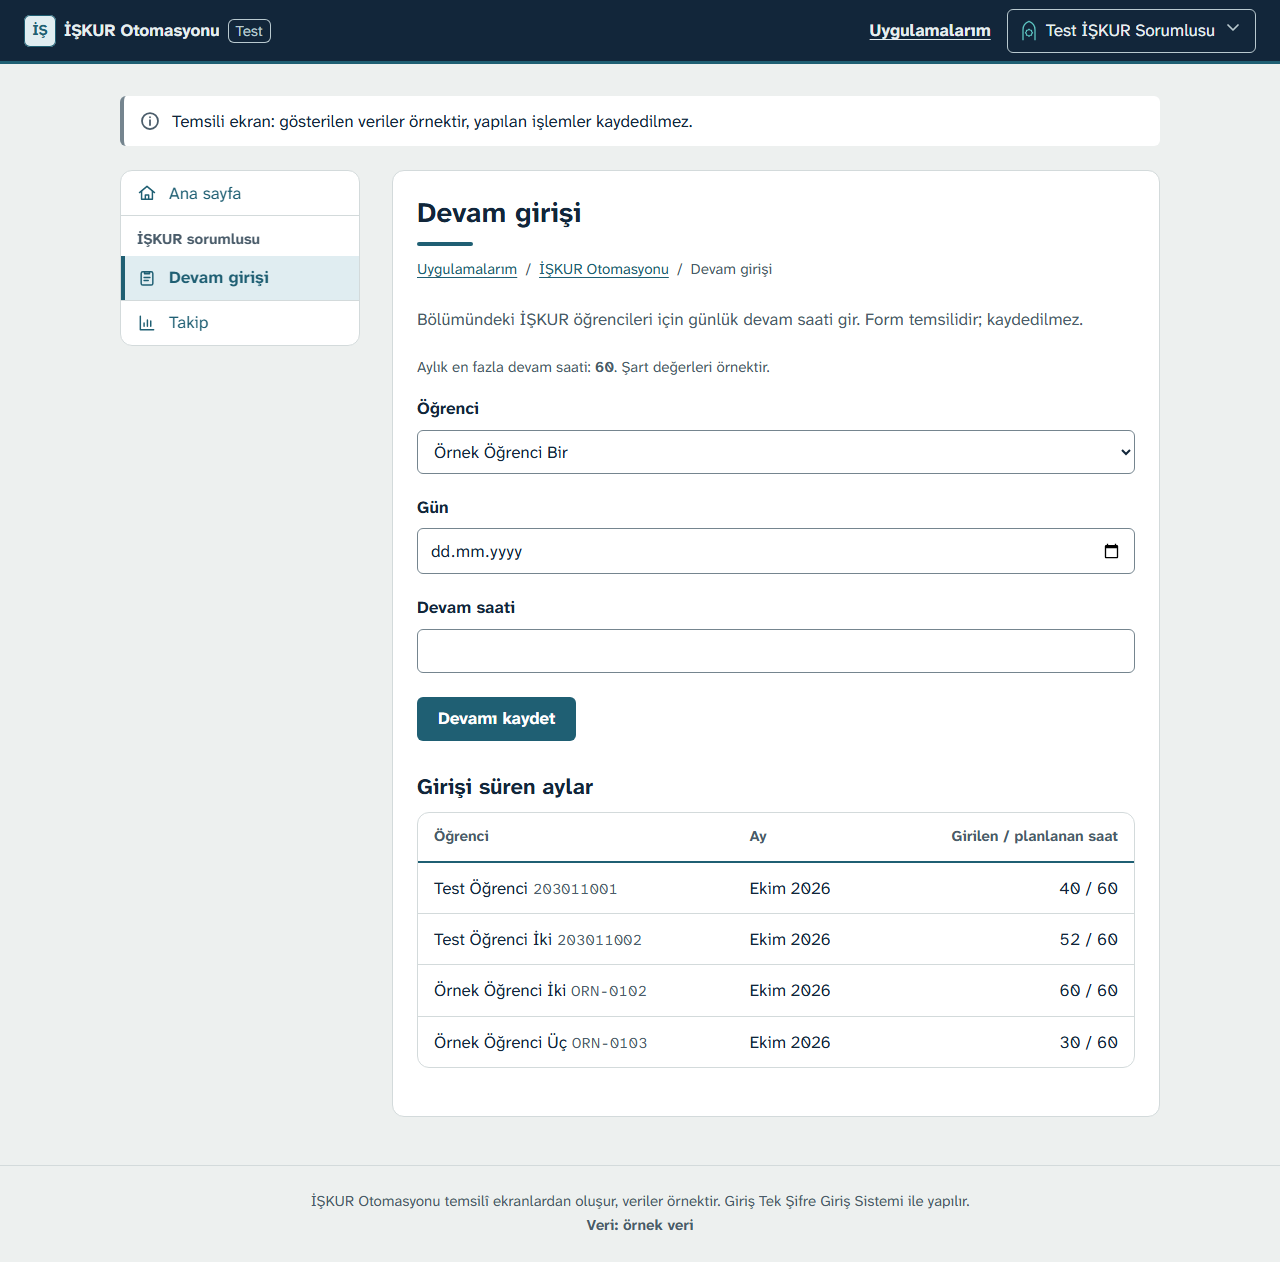 İŞ İŞKUR Otomasyonu Test Uygulamalarım Test İŞKUR Sorumlusu
Temsili ekran: gösterilen veriler örnektir, yapılan işlemler kaydedilmez.
Ana sayfa
İŞKUR sorumlusu
Devam girişi
Takip
Devam girişi
Uygulamalarım / İŞKUR Otomasyonu / Devam girişi
Bölümündeki İŞKUR öğrencileri için günlük devam saati gir. Form temsilidir; kaydedilmez.
Aylık en fazla devam saati: 60. Şart değerleri örnektir.
Öğrenci
Örnek Öğrenci Bir
Gün
dd.mm.yyyy
Devam saati
Devamı kaydet
Girişi süren aylar
Öğrenci Ay Girilen / planlanan saat
Test Öğrenci 203011001 Ekim 2026 40 / 60
Test Öğrenci İki 203011002 Ekim 2026 52 / 60
Örnek Öğrenci İki ORN-0102 Ekim 2026 60 / 60
Örnek Öğrenci Üç ORN-0103 Ekim 2026 30 / 60
İŞKUR Otomasyonu temsilî ekranlardan oluşur, veriler örnektir. Giriş Tek Şifre Giriş Sistemi ile yapılır.
Veri: örnek veri